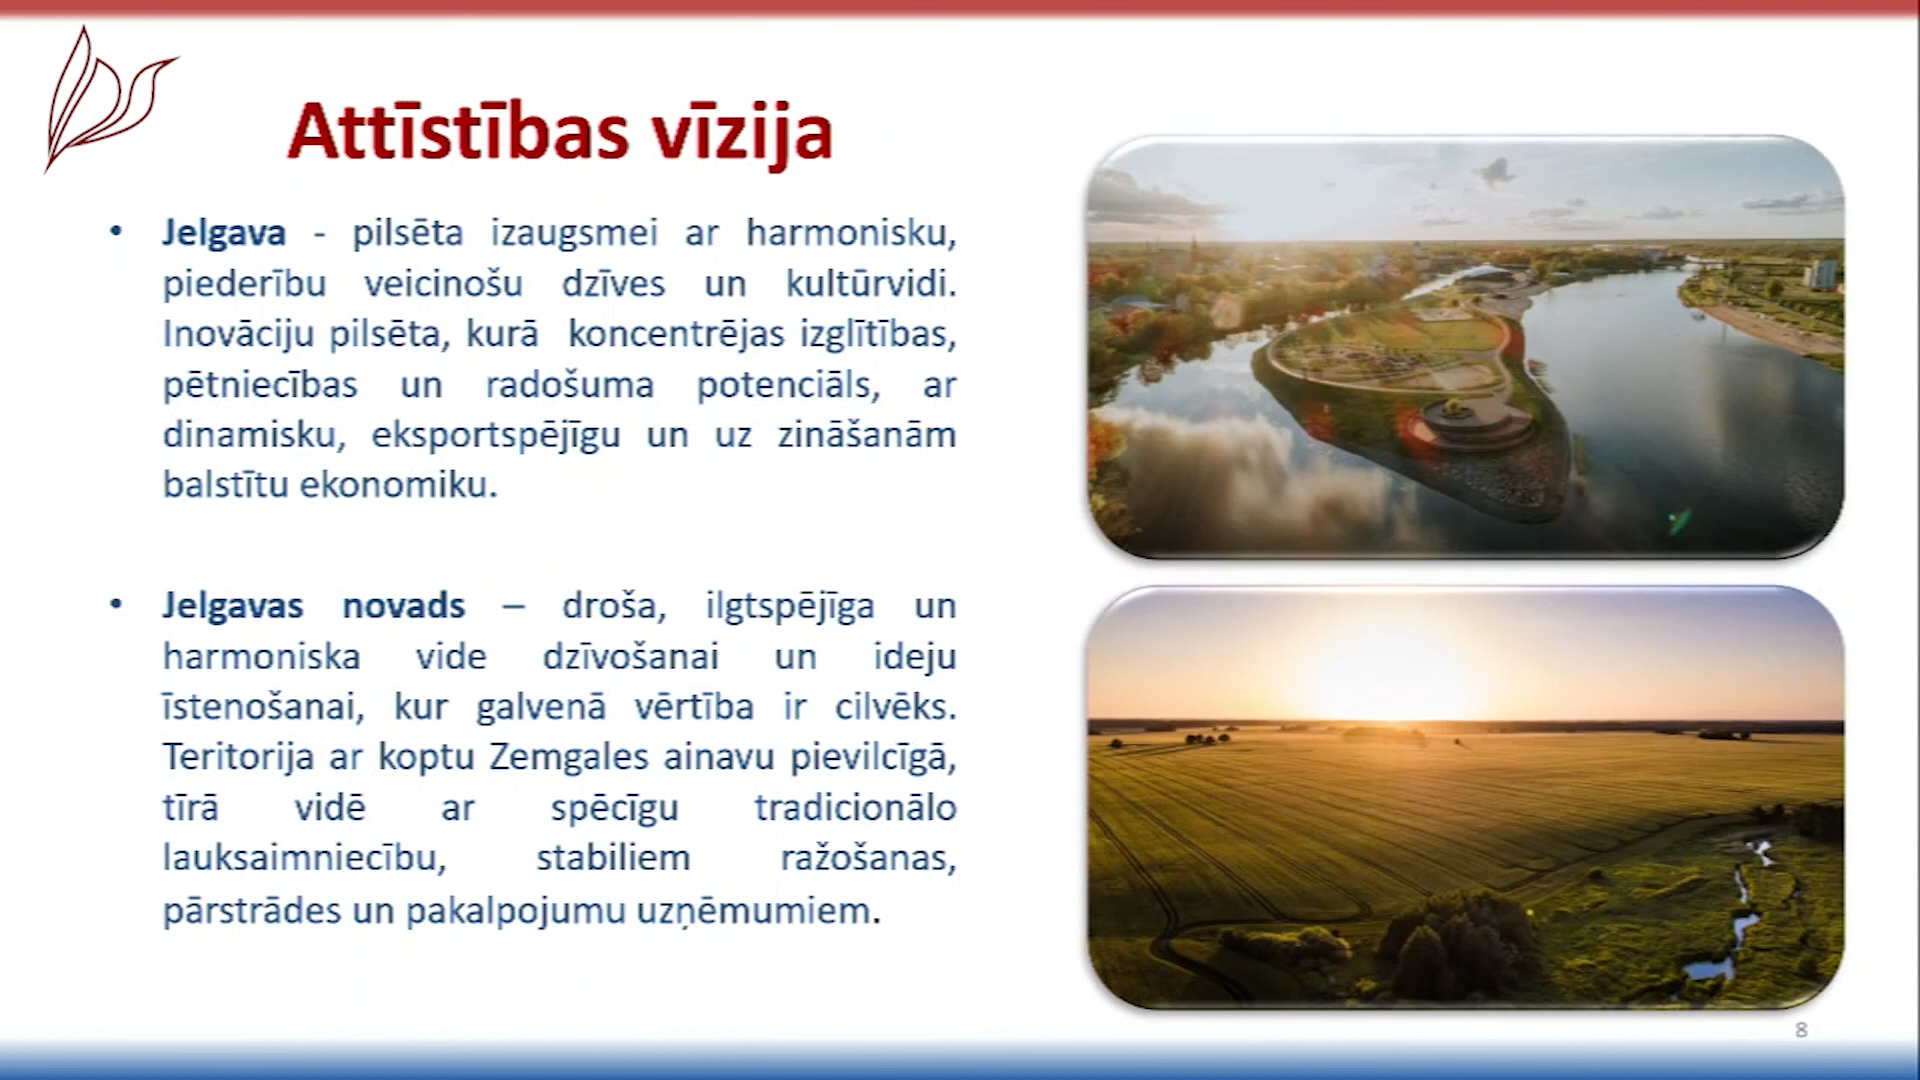 Attīstības vīzija
• Jelgava - pilsēta izaugsmei ar harmonisku,
piederību veicinošu dzīves un kultūrvidi.
Inovāciju pilsēta, kurā koncentrējas izglītības,
pētniecības un radošuma potenciāls, ar
dinamisku, eksportspējīgu un uz zināšanām
balstītu ekonomiku.
• Jelgavas novads – droša, ilgtspējīga un
harmoniska vide dzīvošanai un ideju
īstenošanai, kur galvenā vērtība ir cilvēks.
Teritorija ar koptu Zemgales ainavu pievilcīgā,
tīrā vidē ar spēcīgu tradicionālo
lauksaimniecību, stabiliem ražošanas,
pārstrādes un pakalpojumu uzņēmumiem.
8